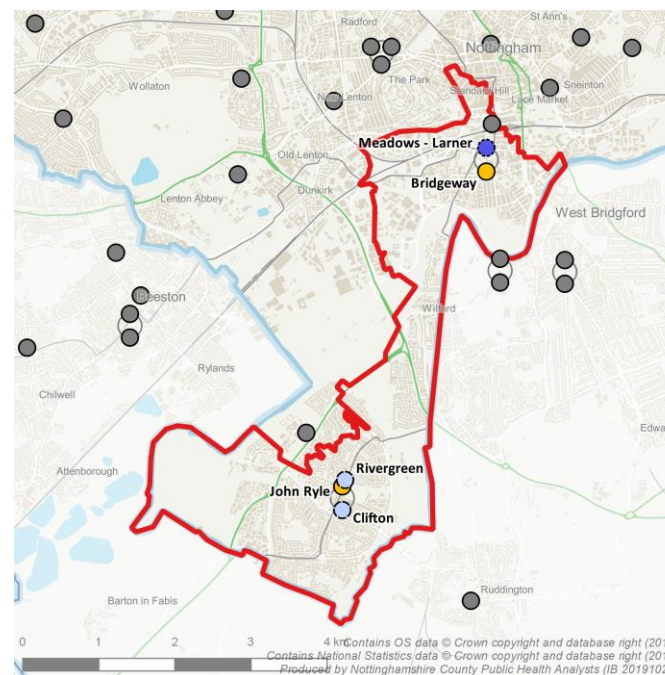 St Ann's
Radford
Nottingham
Wollaton
The Park
Sneinton
Standard Hill
New Lenton
Lace Market
Meadows - Larner
Old Lenton
Bridgeway
Dunkirk
Lenton Abbey
West Bridgford
Beeston
Wilford
Rylands
Chilwell
Edwa
Attenborough
Rivergreen
John Ryle
Clifton
Barton in Fabis
Ruddington
0 1 2 3 4 km
Contains OS data © Crown copyright and database right (201
Contains National Statistics data © Crown copyright and database right (201
Produced by Nottinghamshire County Public Health Analysts (IB 2019102